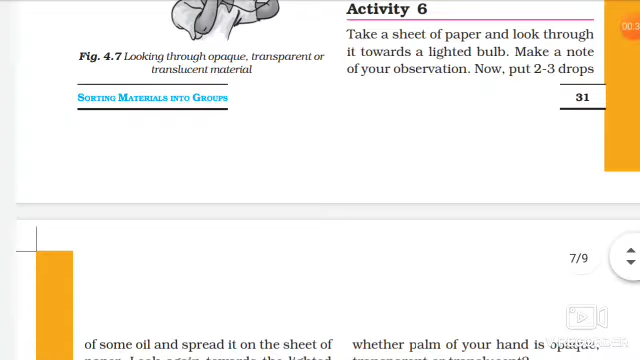 Fig. 4.7 Looking through opaque, transparent or
translucent material
SORTING MATERIALS INTO GROUPS
Activity 6
Take a sheet of paper and look through
it towards a lighted bulb. Make a note
of your observation. Now, put 2-3 drops
31
00:3
7/9
of some oil and spread it on the sheet of
paper. Look again towards the lighted
whether palm of your hand is opaque,
transparent or translucent?